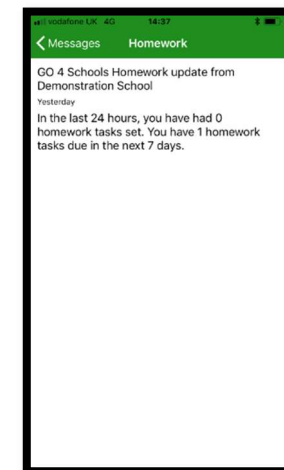 vodafone UK 4G 14:37
Messages Homework
GO 4 Schools Homework update from
Demonstration School
Yesterday
In the last 24 hours, you have had 0
homework tasks set. You have 1 homework
tasks due in the next 7 days.